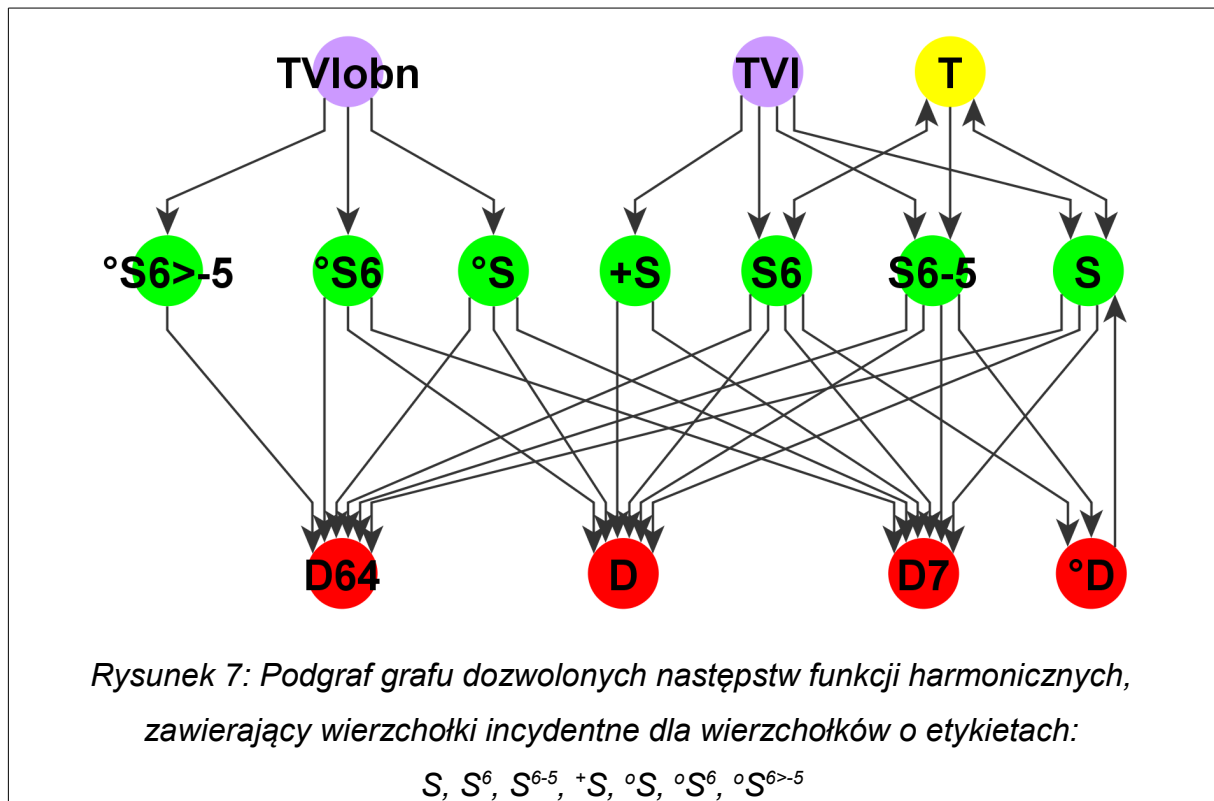 TVIobn TVI T
°S6>-5 °S6 °S +S S6 S6-5 S
D64 D D7 °D
Rysunek 7: Podgraf grafu dozwolonych następstw funkcji harmonicznych,
zawierający wierzchołki incydentne dla wierzchołków o etykietach:
S, S⁶, S⁶⁻⁵, ⁺S, ºS, ºS⁶, ºS⁶ᐳ⁻⁵